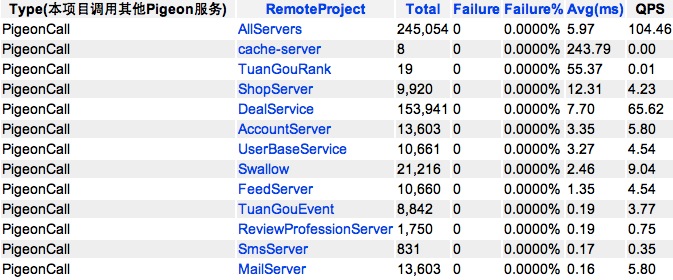 Type(本项目调用其他Pigeon服务) RemoteProject Total Failure Failure% Avg(ms) QPS
PigeonCall AllServers 245,054 0 0.0000% 5.97 104.46
PigeonCall cache-server 8 0 0.0000% 243.79 0.00
PigeonCall TuanGouRank 19 0 0.0000% 55.37 0.01
PigeonCall ShopServer 9,920 0 0.0000% 12.31 4.23
PigeonCall DealService 153,941 0 0.0000% 7.70 65.62
PigeonCall AccountServer 13,603 0 0.0000% 3.35 5.80
PigeonCall UserBaseService 10,661 0 0.0000% 3.27 4.54
PigeonCall Swallow 21,216 0 0.0000% 2.46 9.04
PigeonCall FeedServer 10,660 0 0.0000% 1.35 4.54
PigeonCall TuanGouEvent 8,842 0 0.0000% 0.19 3.77
PigeonCall ReviewProfessionServer 1,750 0 0.0000% 0.19 0.75
PigeonCall SmsServer 831 0 0.0000% 0.17 0.35
PigeonCall MailServer 13,603 0 0.0000% 0.16 5.80